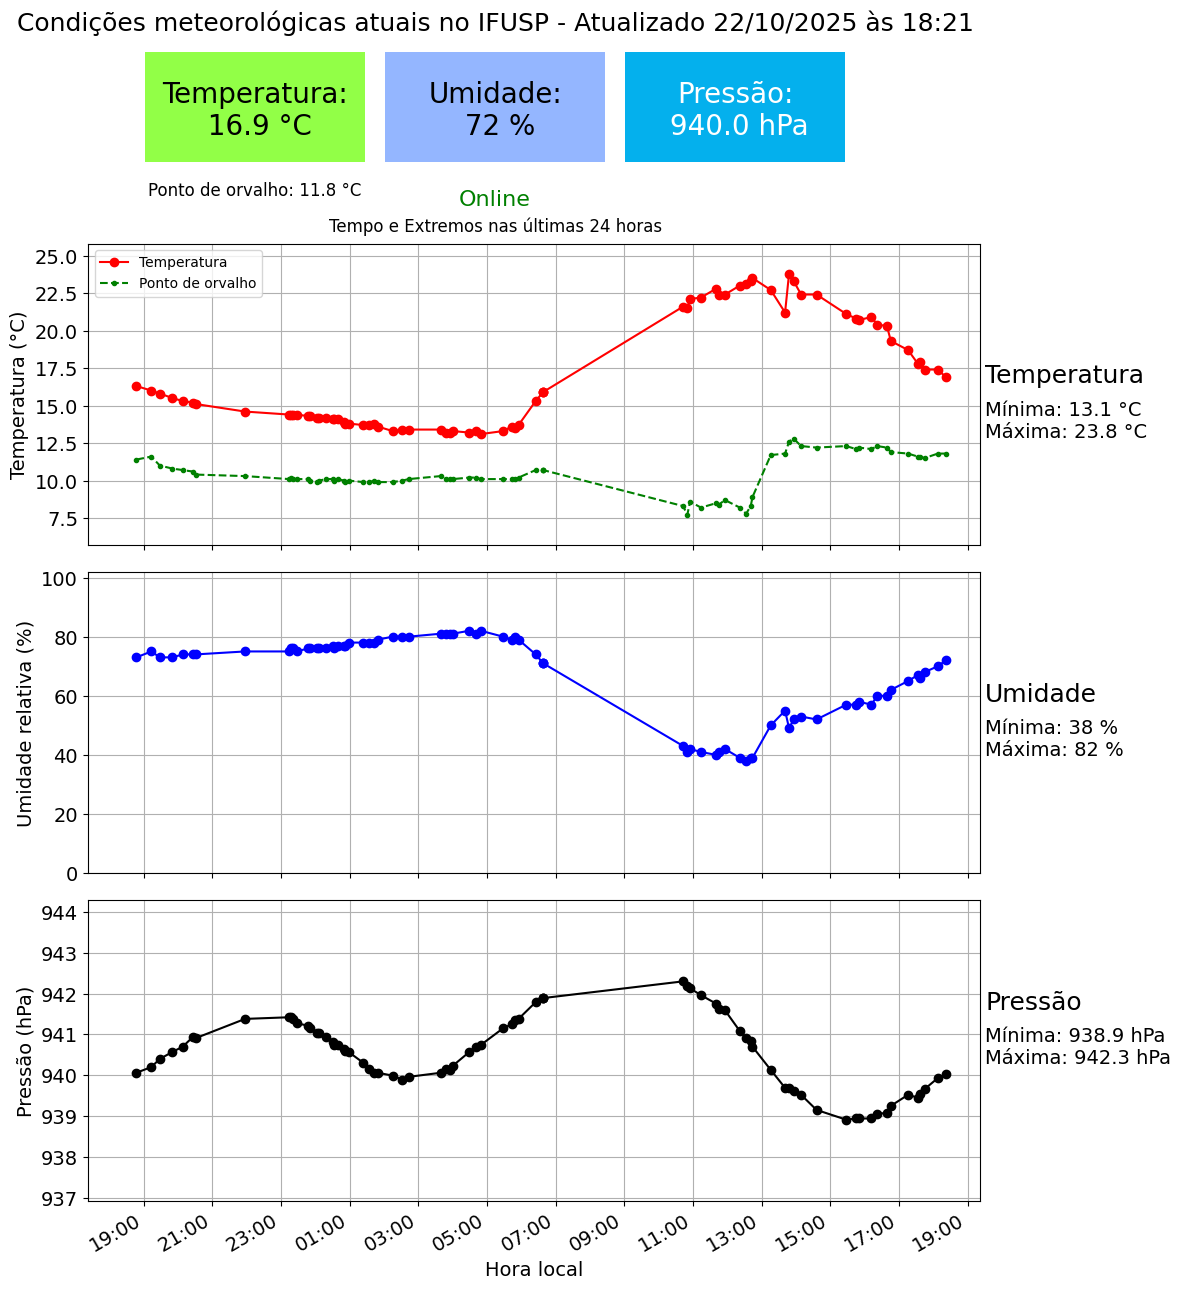 Condições meteorológicas atuais no IFUSP - Atualizado 22/10/2025 às 18:21
Temperatura:
16.9 °C
Umidade:
72 %
Pressão:
940.0 hPa
Ponto de orvalho: 11.8 °C
Online
Tempo e Extremos nas últimas 24 horas
Temperatura (°C)
25.0
22.5
20.0
17.5
15.0
12.5
10.0
7.5
Temperatura
Ponto de orvalho
Temperatura
Mínima: 13.1 °C
Máxima: 23.8 °C
Umidade relativa (%)
100
80
60
40
20
0
Umidade
Mínima: 38 %
Máxima: 82 %
Pressão (hPa)
944
943
942
941
940
939
938
937
Pressão
Mínima: 938.9 hPa
Máxima: 942.3 hPa
19:00 21:00 23:00 01:00 03:00 05:00 07:00 09:00 11:00 13:00 15:00 17:00 19:00
Hora local